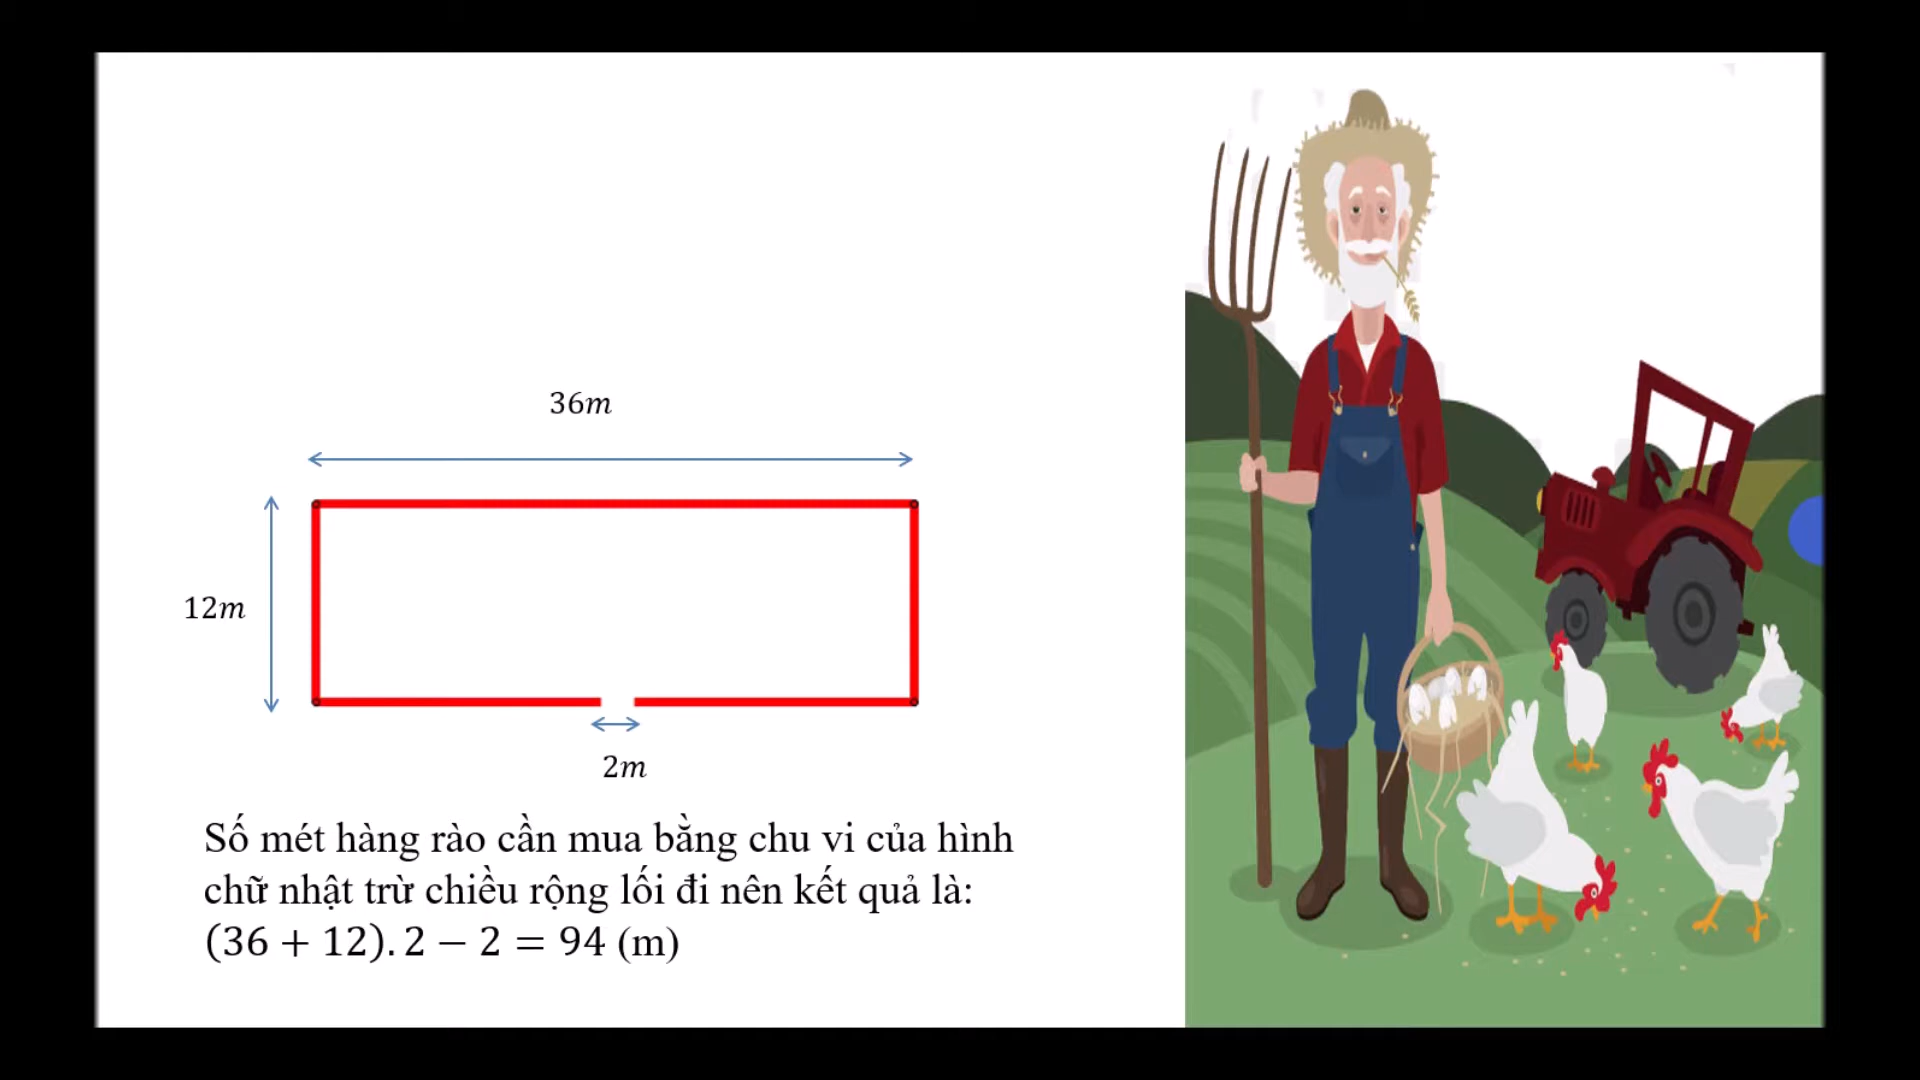 36m
12m
2m
Số mét hàng rào cần mua bằng chu vi của hình
chữ nhật trừ chiều rộng lối đi nên kết quả là:
(36 + 12). 2 − 2 = 94 (m)